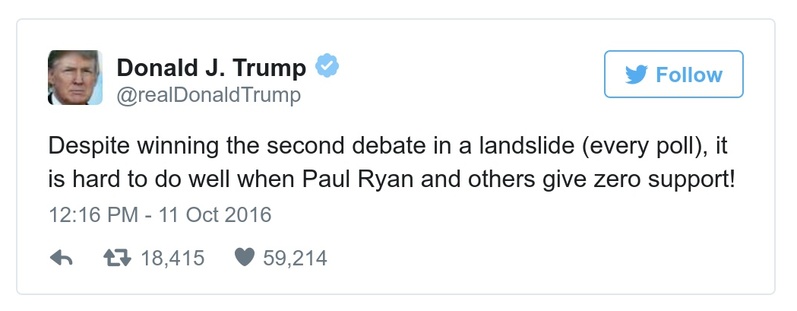 Donald J. Trump
@realDonaldTrump
Follow
Despite winning the second debate in a landslide (every poll), it
is hard to do well when Paul Ryan and others give zero support!
12:16 PM - 11 Oct 2016
18,415 59,214